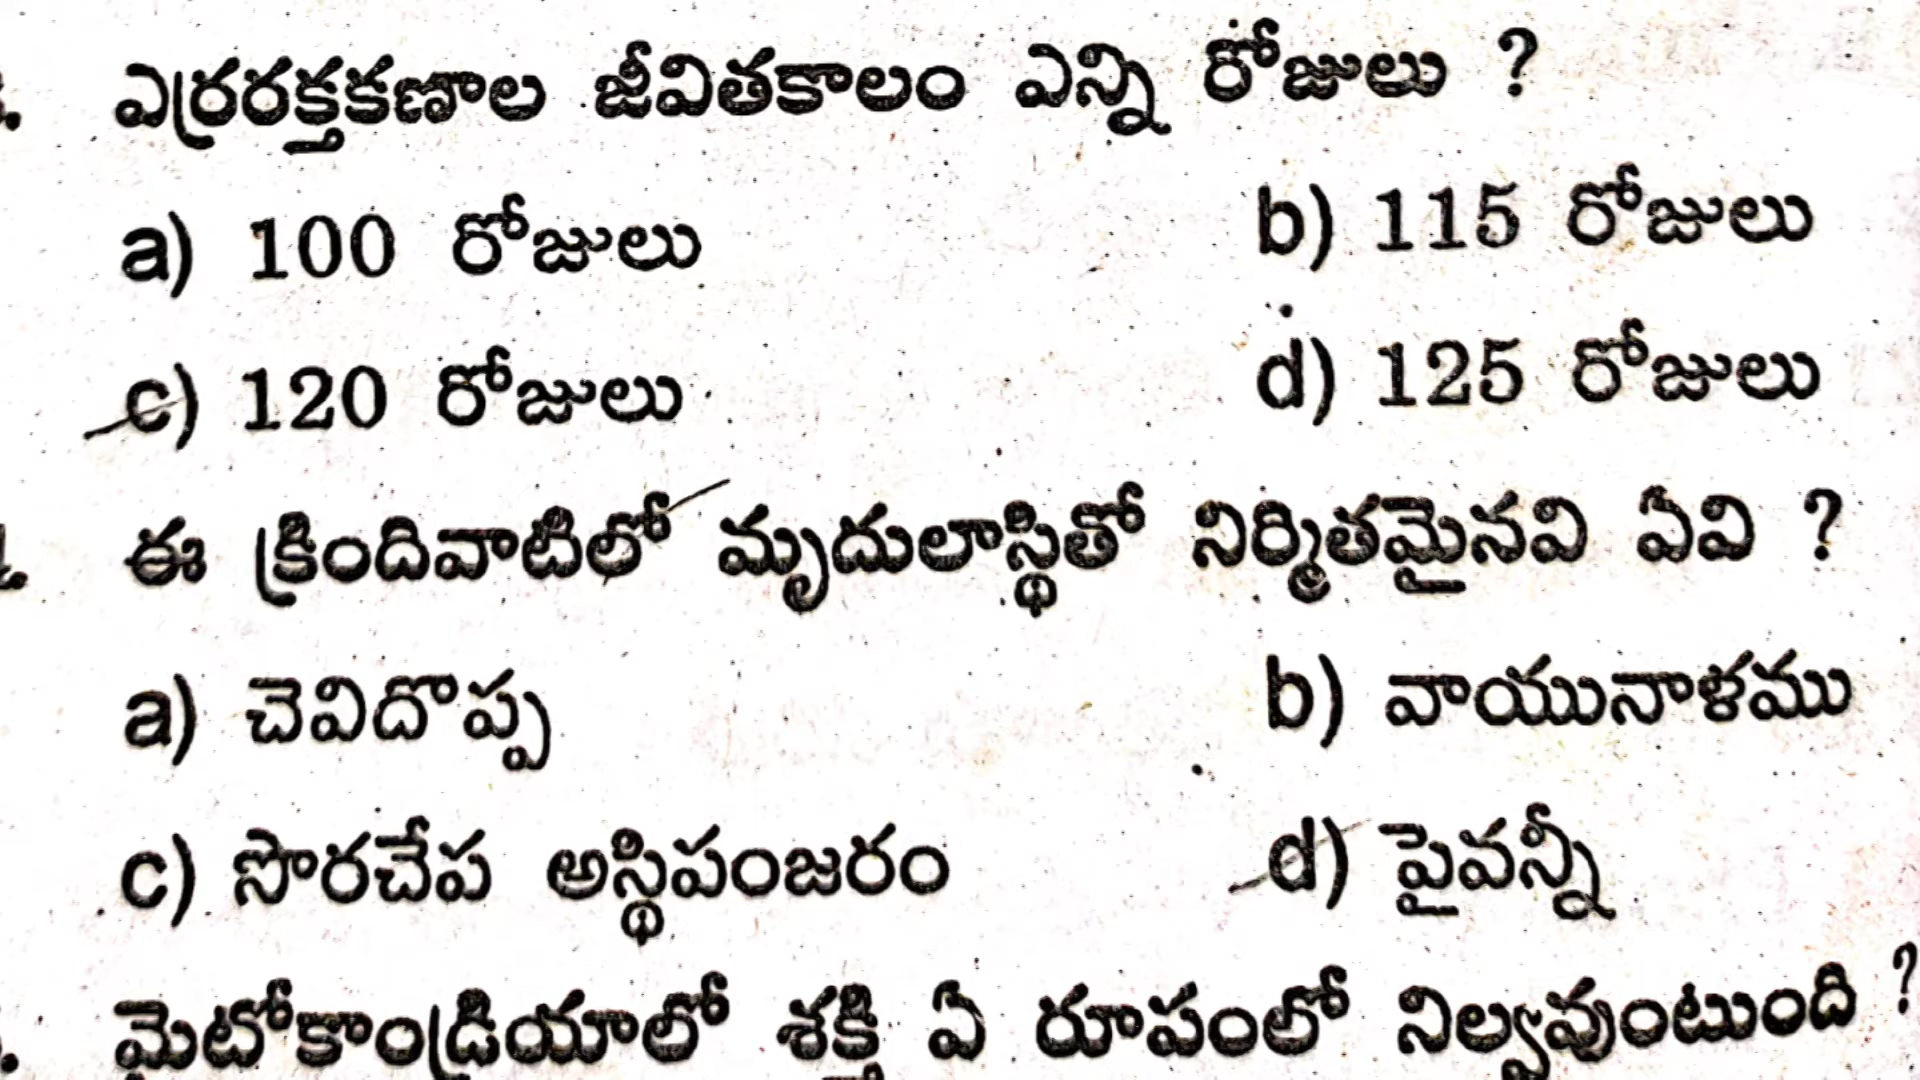 ఎర్రరక్తకణాల జీవితకాలం ఎన్ని రోజులు ?
a) 100 రోజులు b) 115 రోజులు
c) 120 రోజులు d) 125 రోజులు
ఈ క్రిందివాటిలో మృదులాస్థితో నిర్మితమైనవి ఏవి ?
a) చెవిదొప్ప b) వాయునాళము
c) సొరచేప అస్థిపంజరం d) పైవన్నీ
మైటోకాండ్రియాలో శక్తి ఏ రూపంలో నిల్వవుంటుంది ?